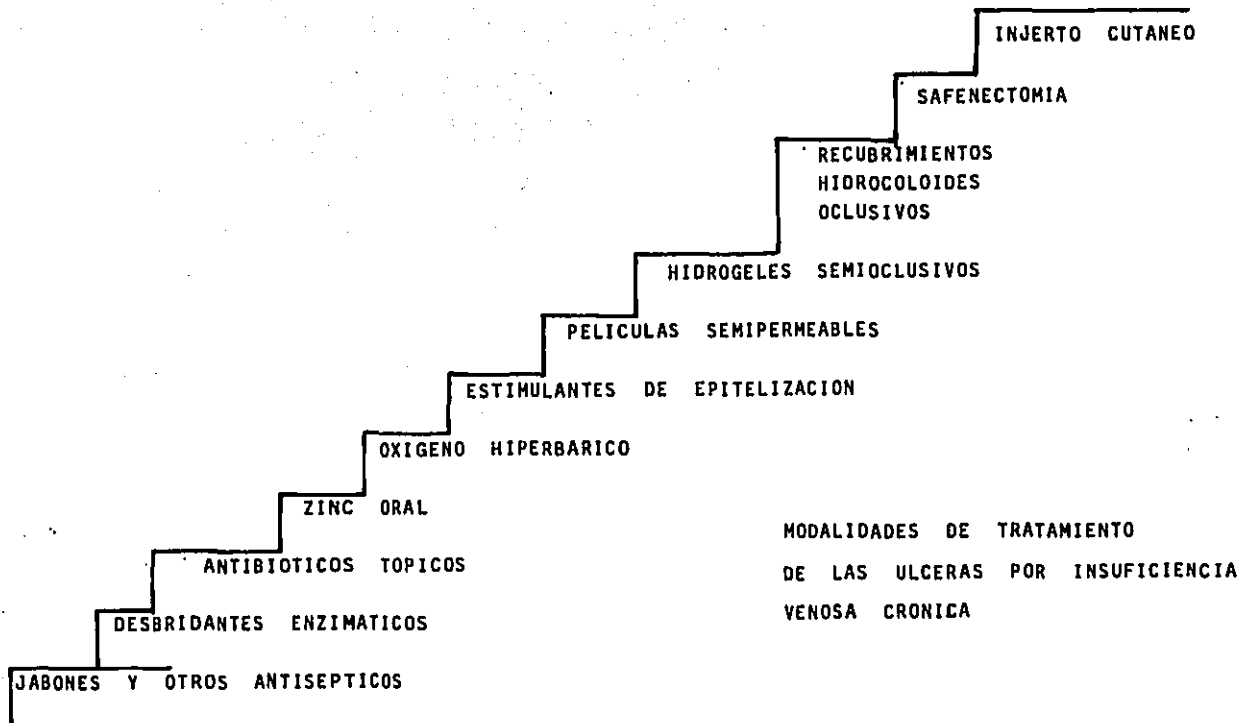 INJERTO CUTANEO
SAFENECTOMIA
RECUBRIMIENTOS
HIDROCOLOIDES
OCLUSIVOS
HIDROGELES SEMIOCLUSIVOS
PELICULAS SEMIPERMEABLES
ESTIMULANTES DE EPITELIZACION
OXIGENO HIPERBARICO
ZINC ORAL
ANTIBIOTICOS TOPICOS
DESBRIDANTES ENZIMATICOS
JABONES Y OTROS ANTISEPTICOS
MODALIDADES DE TRATAMIENTO
DE LAS ULCERAS POR INSUFICIENCIA
VENOSA CRONICA